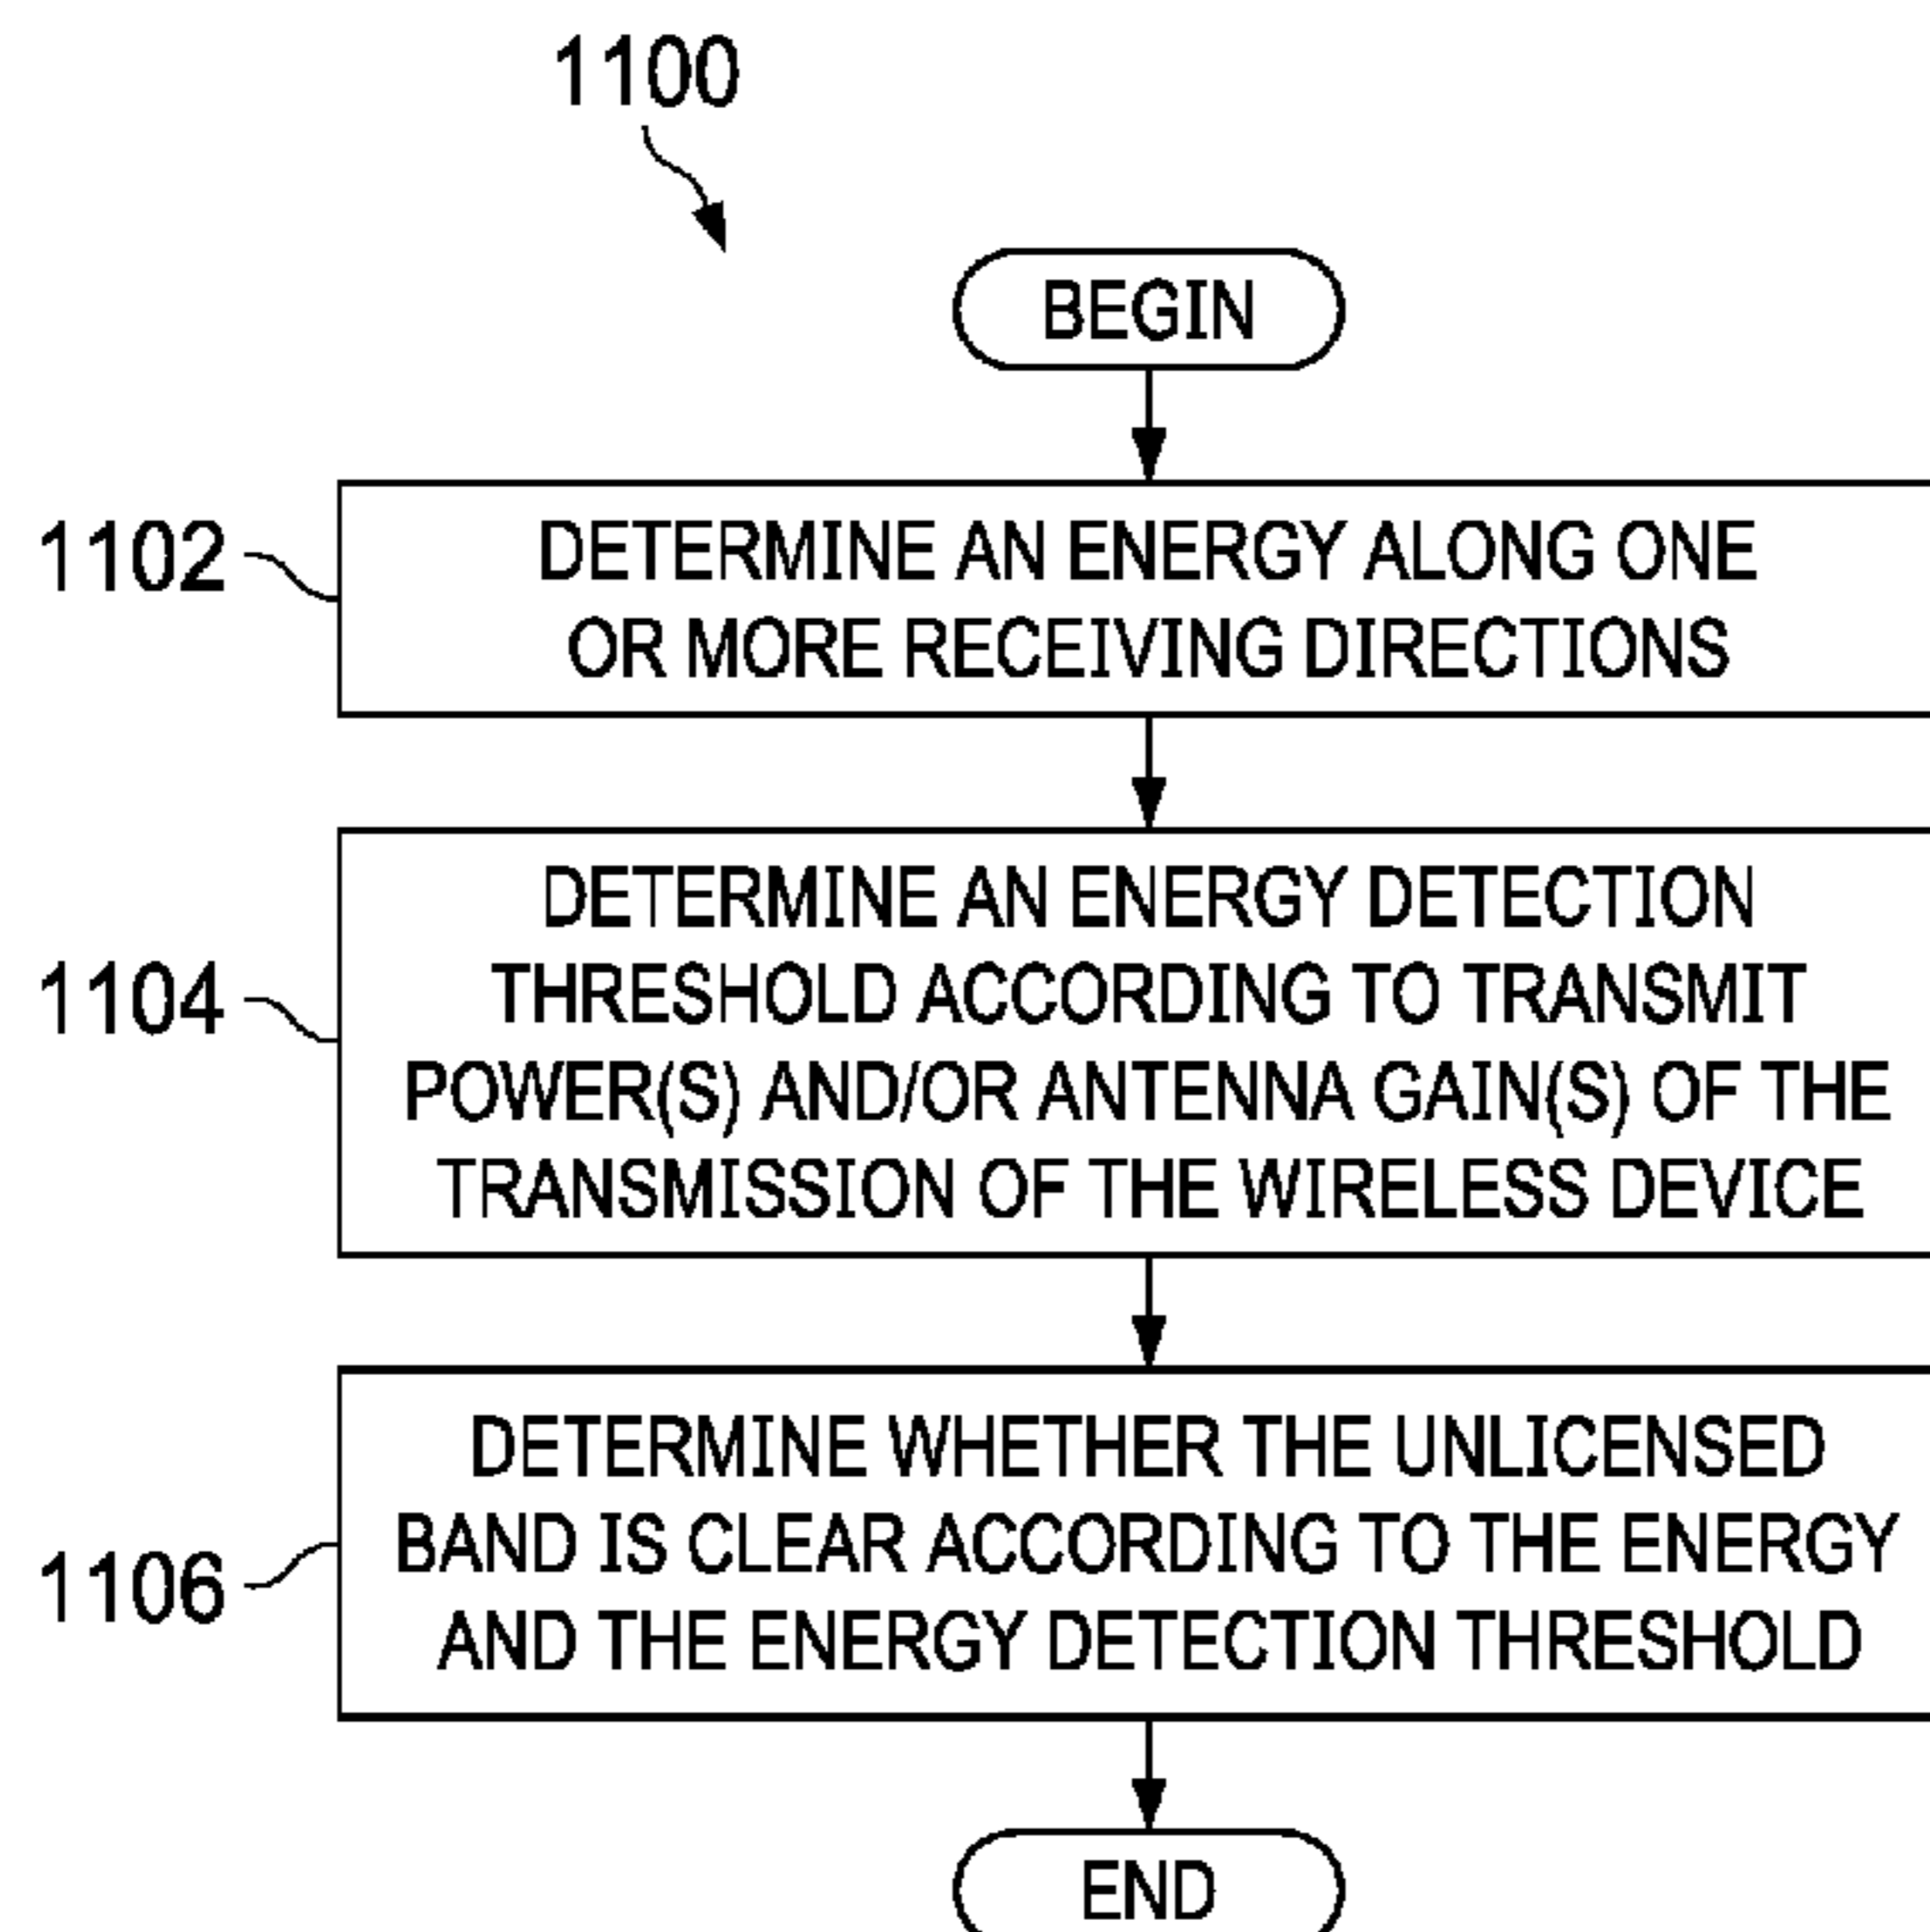 1100
BEGIN
1102
DETERMINE AN ENERGY ALONG ONE
OR MORE RECEIVING DIRECTIONS
1104
DETERMINE AN ENERGY DETECTION
THRESHOLD ACCORDING TO TRANSMIT
POWER(S) AND/OR ANTENNA GAIN(S) OF THE
TRANSMISSION OF THE WIRELESS DEVICE
1106
DETERMINE WHETHER THE UNLICENSED
BAND IS CLEAR ACCORDING TO THE ENERGY
AND THE ENERGY DETECTION THRESHOLD
END